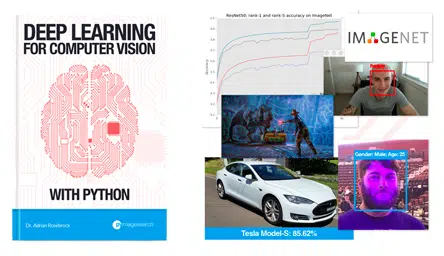 DEEP LEARNING
FOR COMPUTER VISION
WITH PYTHON
Dr. Adrian Rosebrock
pyimagesearch
ResNet50: rank-1 and rank-5 accuracy on ImageNet
Accuracy
IMAGENET
Gender: Male; Age: 25
Tesla Model-S: 85.62%